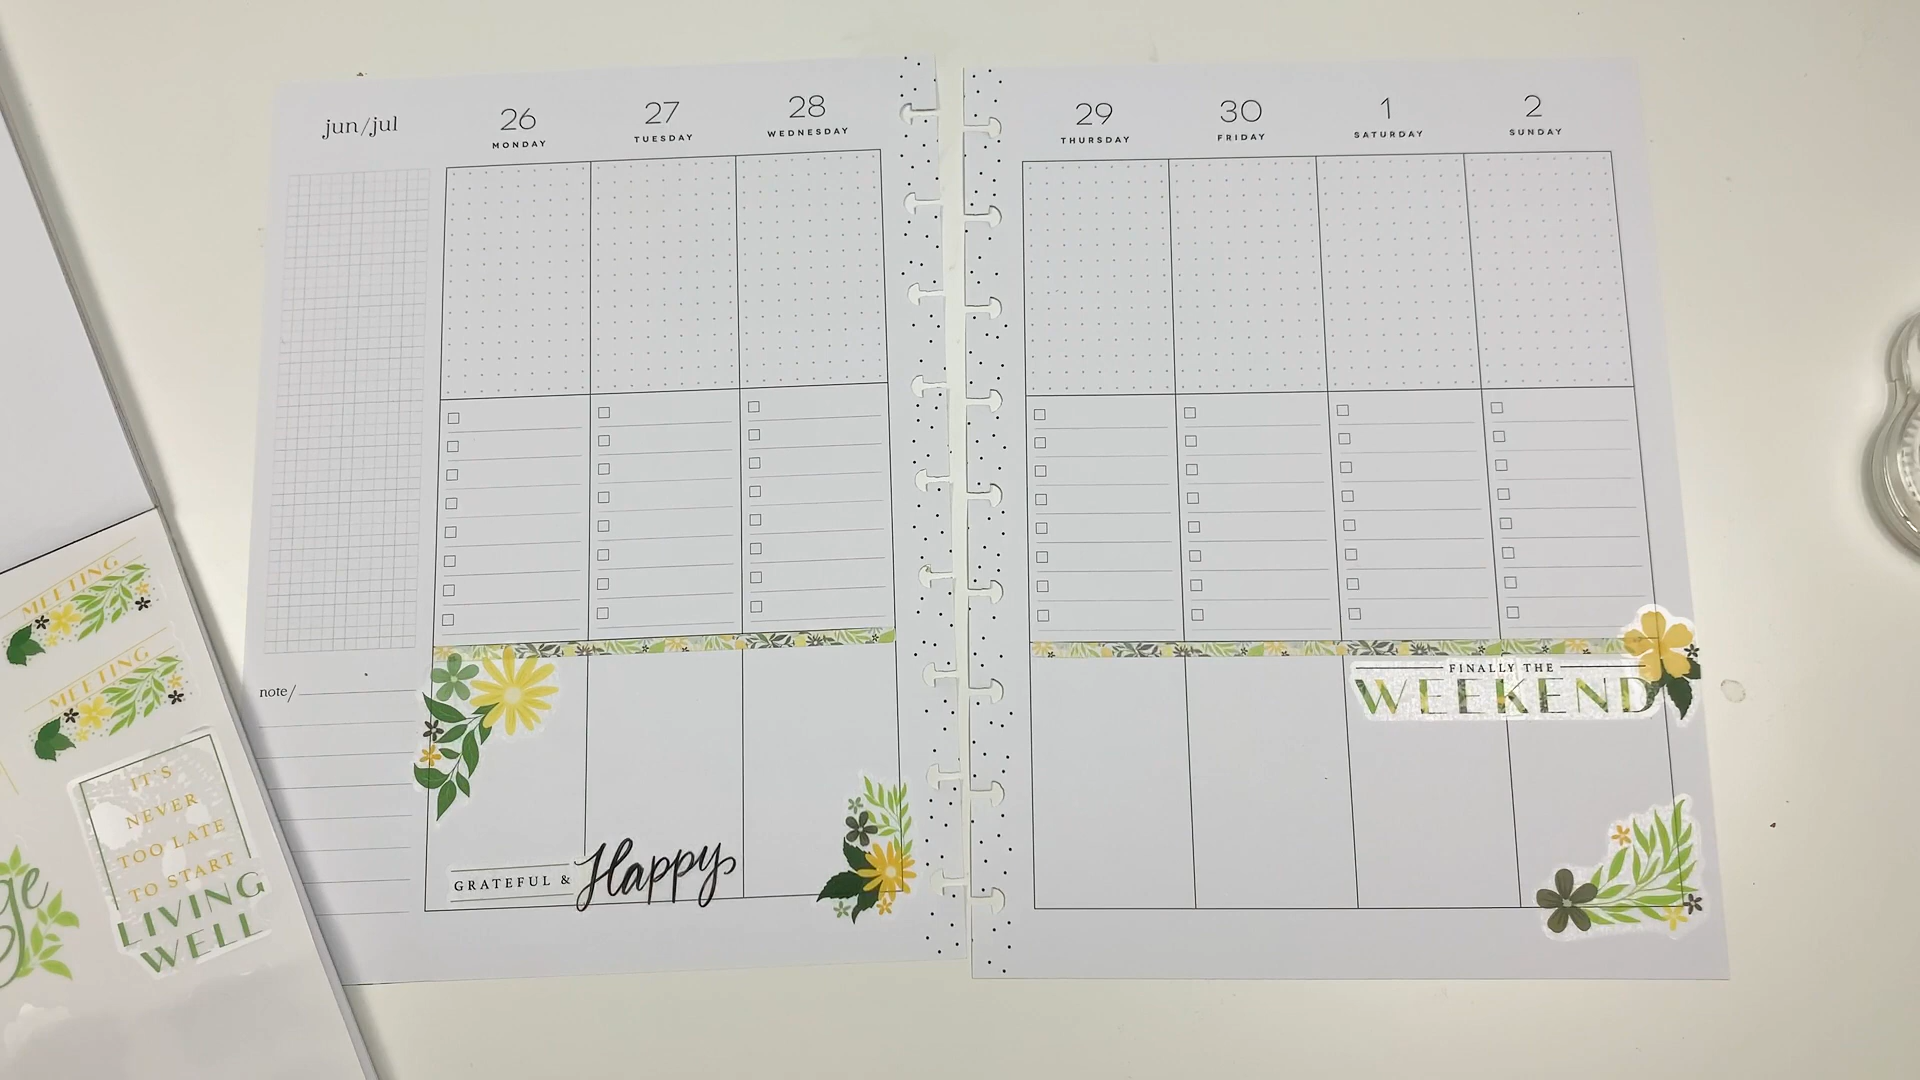 jun/jul
26
MONDAY
27
TUESDAY
28
WEDNESDAY
29
THURSDAY
30
FRIDAY
1
SATURDAY
2
SUNDAY
note/
GRATEFUL & Happy
FINALLY THE
WEEKEND
MEETING
MEETING
IT'S
NEVER
TOO LATE
TO START
LIVING
WELL